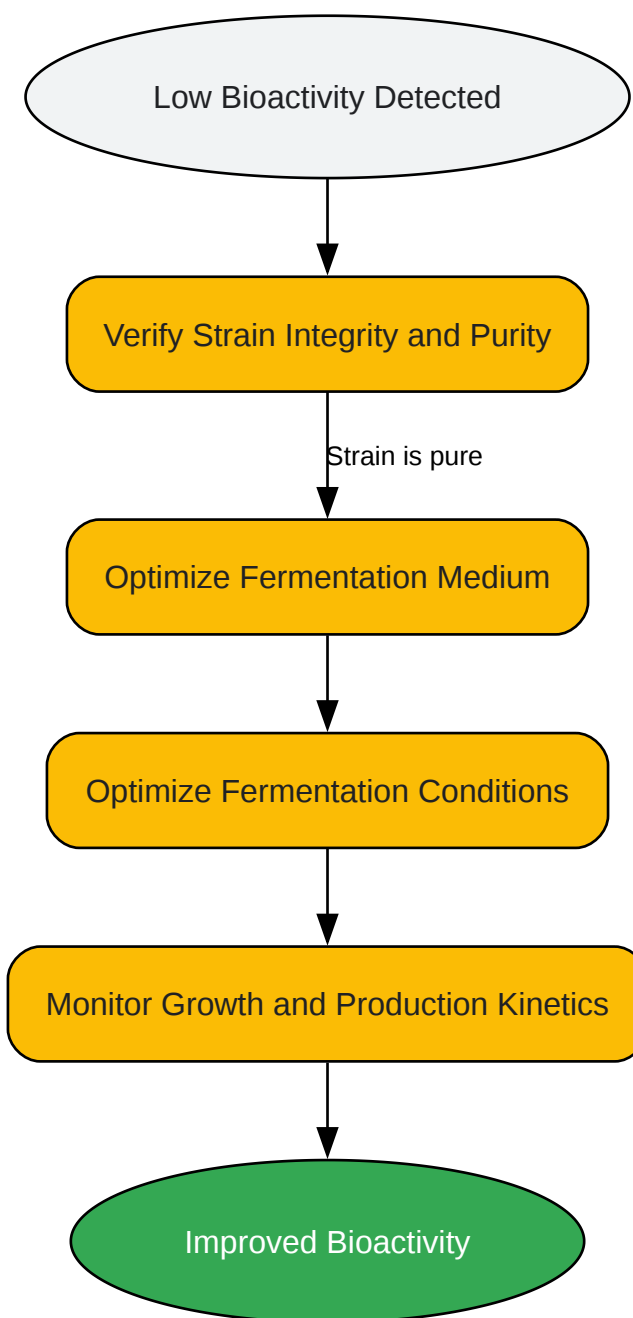 Low Bioactivity Detected
Verify Strain Integrity and Purity
Strain is pure
Optimize Fermentation Medium
Optimize Fermentation Conditions
Monitor Growth and Production Kinetics
Improved Bioactivity